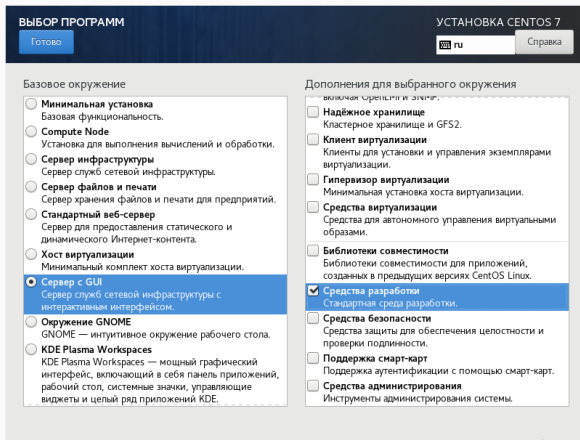 ВЫБОР ПРОГРАММ
УСТАНОВКА CENTOS 7
Готово
ru
Справка
Базовое окружение
Минимальная установка
Базовая функциональность.
Compute Node
Установка для выполнения вычислений и обработки.
Сервер инфраструктуры
Сервер служб сетевой инфраструктуры.
Сервер файлов и печати
Сервер хранения файлов и печати для предприятий.
Стандартный веб-сервер
Сервер для предоставления статического и
динамического Интернет-контента.
Хост виртуализации
Минимальный комплект хоста виртуализации.
Сервер с GUI
Сервер служб сетевой инфраструктуры с
интерактивным интерфейсом.
Окружение GNOME
GNOME — интуитивное окружение рабочего стола.
KDE Plasma Workspaces
KDE Plasma Workspaces — мощный графический
интерфейс, включающий в себя панель приложений,
рабочий стол, системные значки, управляющие
виджеты и целый ряд приложений KDE.
Дополнения для выбранного окружения
включая OpenLMI и SNMP.
Надёжное хранилище
Кластерное хранилище и GFS2.
Клиент виртуализации
Клиенты для установки и управления экземплярами
виртуализации.
Гипервизор виртуализации
Минимальная установка хоста виртуализации.
Средства виртуализации
Средства для автономного управления виртуальными
образами.
Библиотеки совместимости
Библиотеки совместимости для приложений,
созданных в предыдущих версиях CentOS Linux.
Средства разработки
Стандартная среда разработки.
Средства безопасности
Средства защиты для обеспечения целостности и
проверки подлинности.
Поддержка смарт-карт
Поддержка аутентификации с помощью смарт-карт.
Средства администрирования
Инструменты администрирования системы.